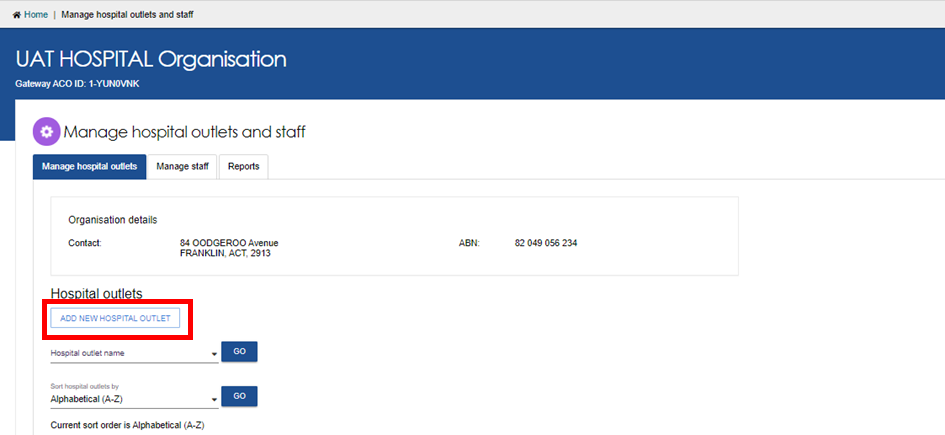 Home | Manage hospital outlets and staff
UAT HOSPITAL Organisation
Gateway ACO ID: 1-YUN0VNK
Manage hospital outlets and staff
Manage hospital outlets Manage staff Reports
Organisation details
Contact: 84 OODGEROO Avenue ABN: 82 049 056 234
FRANKLIN, ACT, 2913
Hospital outlets
ADD NEW HOSPITAL OUTLET
Hospital outlet name GO
Sort hospital outlets by
Alphabetical (A-Z) GO
Current sort order is Alphabetical (A-Z)